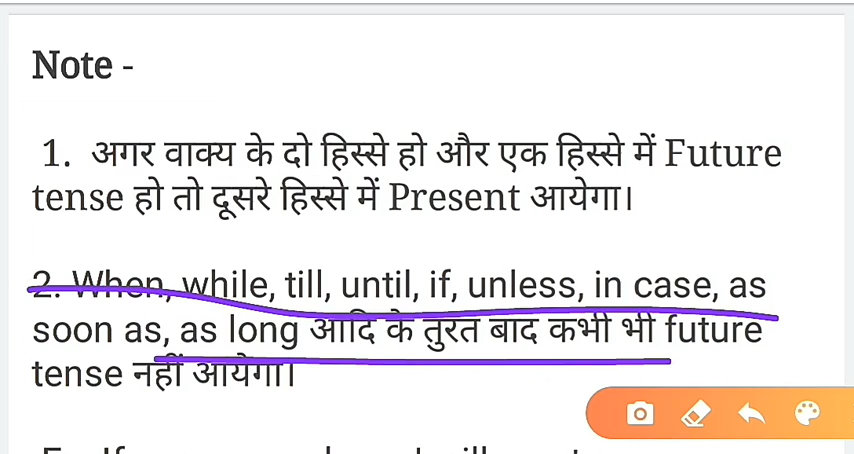 Note -
1. अगर वाक्य के दो हिस्से हो और एक हिस्से में Future
tense हो तो दूसरे हिस्से में Present आयेगा।
2. When, while, till, until, if, unless, in case, as
soon as, as long आदि के तुरंत बाद कभी भी future
tense नहीं आयेगा।